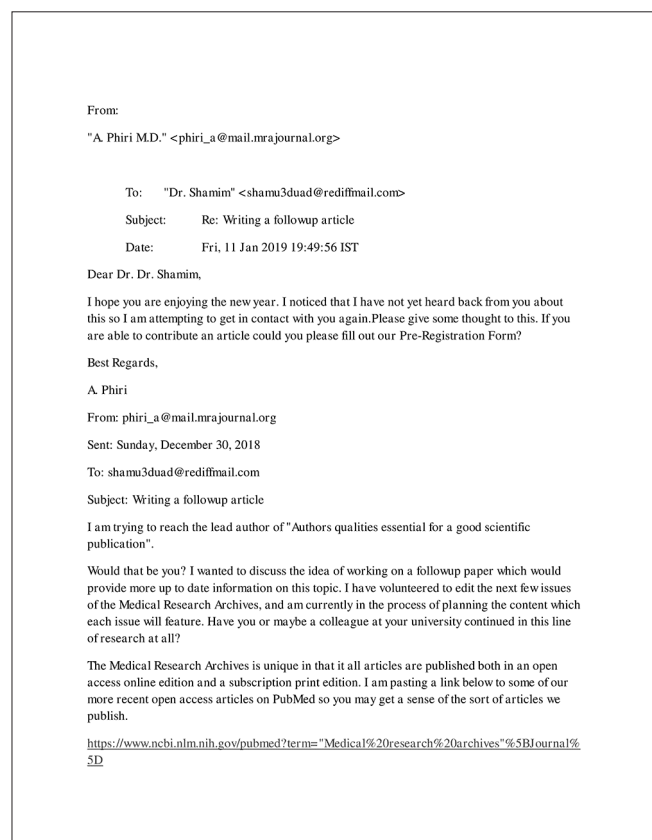 From:
"A. Phiri M.D." <phiri_a@mail.mrajournal.org>
To: "Dr. Shamim" <shamu3duad@rediffmail.com>
Subject: Re: Writing a followup article
Date: Fri, 11 Jan 2019 19:49:56 IST
Dear Dr. Dr. Shamim,
I hope you are enjoying the new year. I noticed that I have not yet heard back from you about
this so I am attempting to get in contact with you again.Please give some thought to this. If you
are able to contribute an article could you please fill out our Pre-Registration Form?
Best Regards,
A. Phiri
From: phiri_a@mail.mrajournal.org
Sent: Sunday, December 30, 2018
To: shamu3duad@rediffmail.com
Subject: Writing a followup article
I am trying to reach the lead author of "Authors qualities essential for a good scientific
publication".
Would that be you? I wanted to discuss the idea of working on a followup paper which would
provide more up to date information on this topic. I have volunteered to edit the next few issues
of the Medical Research Archives, and am currently in the process of planning the content which
each issue will feature. Have you or maybe a colleague at your university continued in this line
of research at all?
The Medical Research Archives is unique in that it all articles are published both in an open
access online edition and a subscription print edition. I am pasting a link below to some of our
more recent open access articles on PubMed so you may get a sense of the sort of articles we
publish.
https://www.ncbi.nlm.nih.gov/pubmed?term="Medical%20research%20archives"%5BJournal%
5D